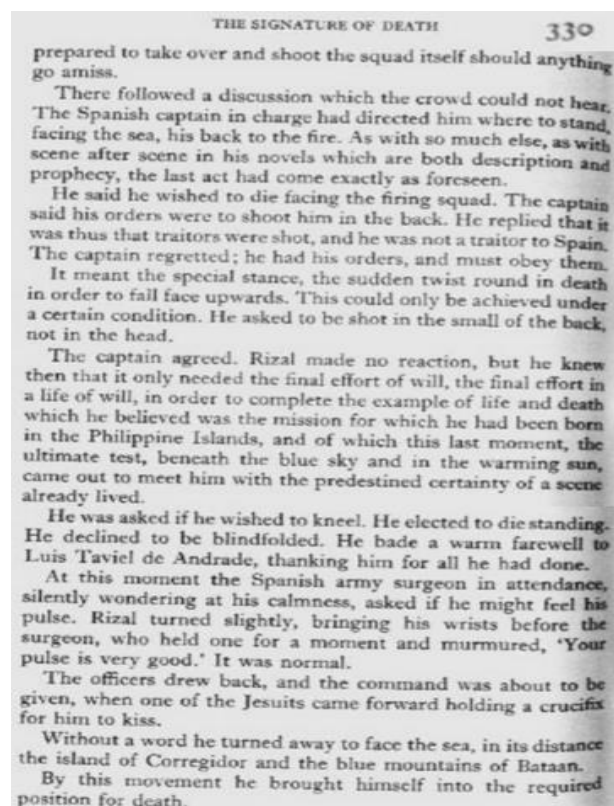 THE SIGNATURE OF DEATH 330
prepared to take over and shoot the squad itself should anything
go amiss.
There followed a discussion which the crowd could not hear.
The Spanish captain in charge had directed him where to stand,
facing the sea, his back to the fire. As with so much else, as with
scene after scene in his novels which are both description and
prophecy, the last act had come exactly as foreseen.
He said he wished to die facing the firing squad. The captain
said his orders were to shoot him in the back. He replied that it
was thus that traitors were shot, and he was not a traitor to Spain.
The captain regretted; he had his orders, and must obey them.
It meant the special stance, the sudden twist round in death
in order to fall face upwards. This could only be achieved under
a certain condition. He asked to be shot in the small of the back,
not in the head.
The captain agreed. Rizal made no reaction, but he knew
then that it only needed the final effort of will, the final effort in
a life of will, in order to complete the example of life and death
which he believed was the mission for which he had been born
in the Philippine Islands, and of which this last moment, the
ultimate test, beneath the blue sky and in the warming sun,
came out to meet him with the predestined certainty of a scene
already lived.
He was asked if he wished to kneel. He elected to die standing.
He declined to be blindfolded. He bade a warm farewell to
Luis Taviel de Andrade, thanking him for all he had done.
At this moment the Spanish army surgeon in attendance,
silently wondering at his calmness, asked if he might feel his
pulse. Rizal turned slightly, bringing his wrists before the
surgeon, who held one for a moment and murmured, 'Your
pulse is very good.' It was normal.
The officers drew back, and the command was about to be
given, when one of the Jesuits came forward holding a crucifix
for him to kiss.
Without a word he turned away to face the sea, in its distance
the island of Corregidor and the blue mountains of Bataan.
By this movement he brought himself into the required
position for death.